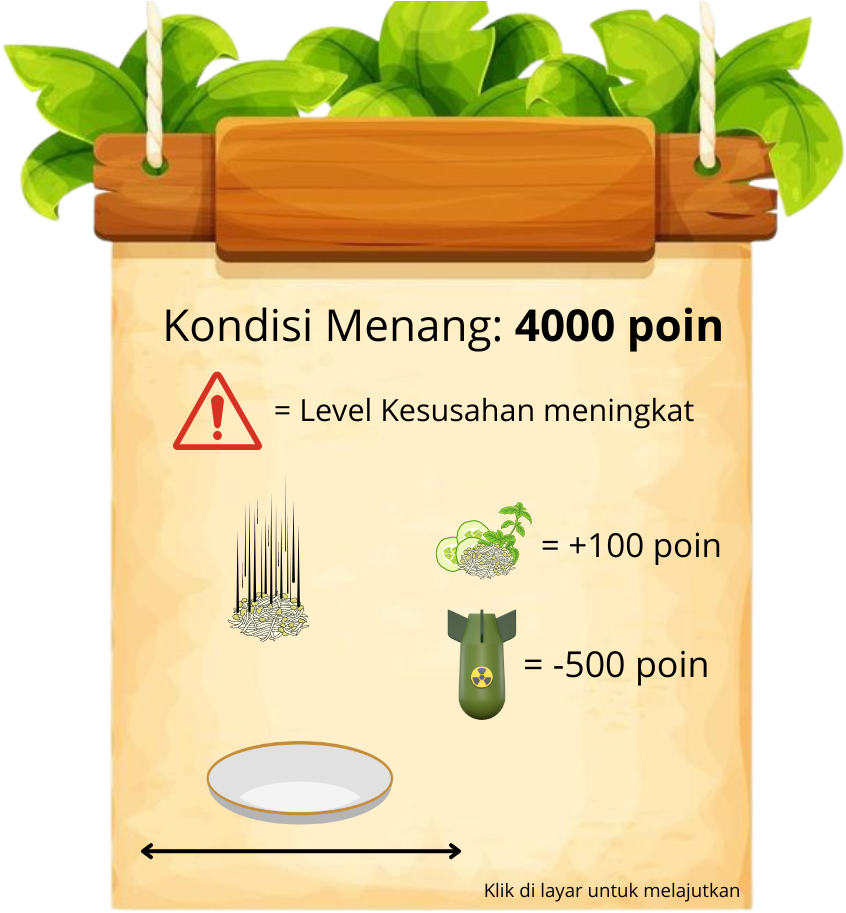 Kondisi Menang: 4000 poin
= Level Kesusahan meningkat
= +100 poin
= -500 poin
Klik di layar untuk melajutkan